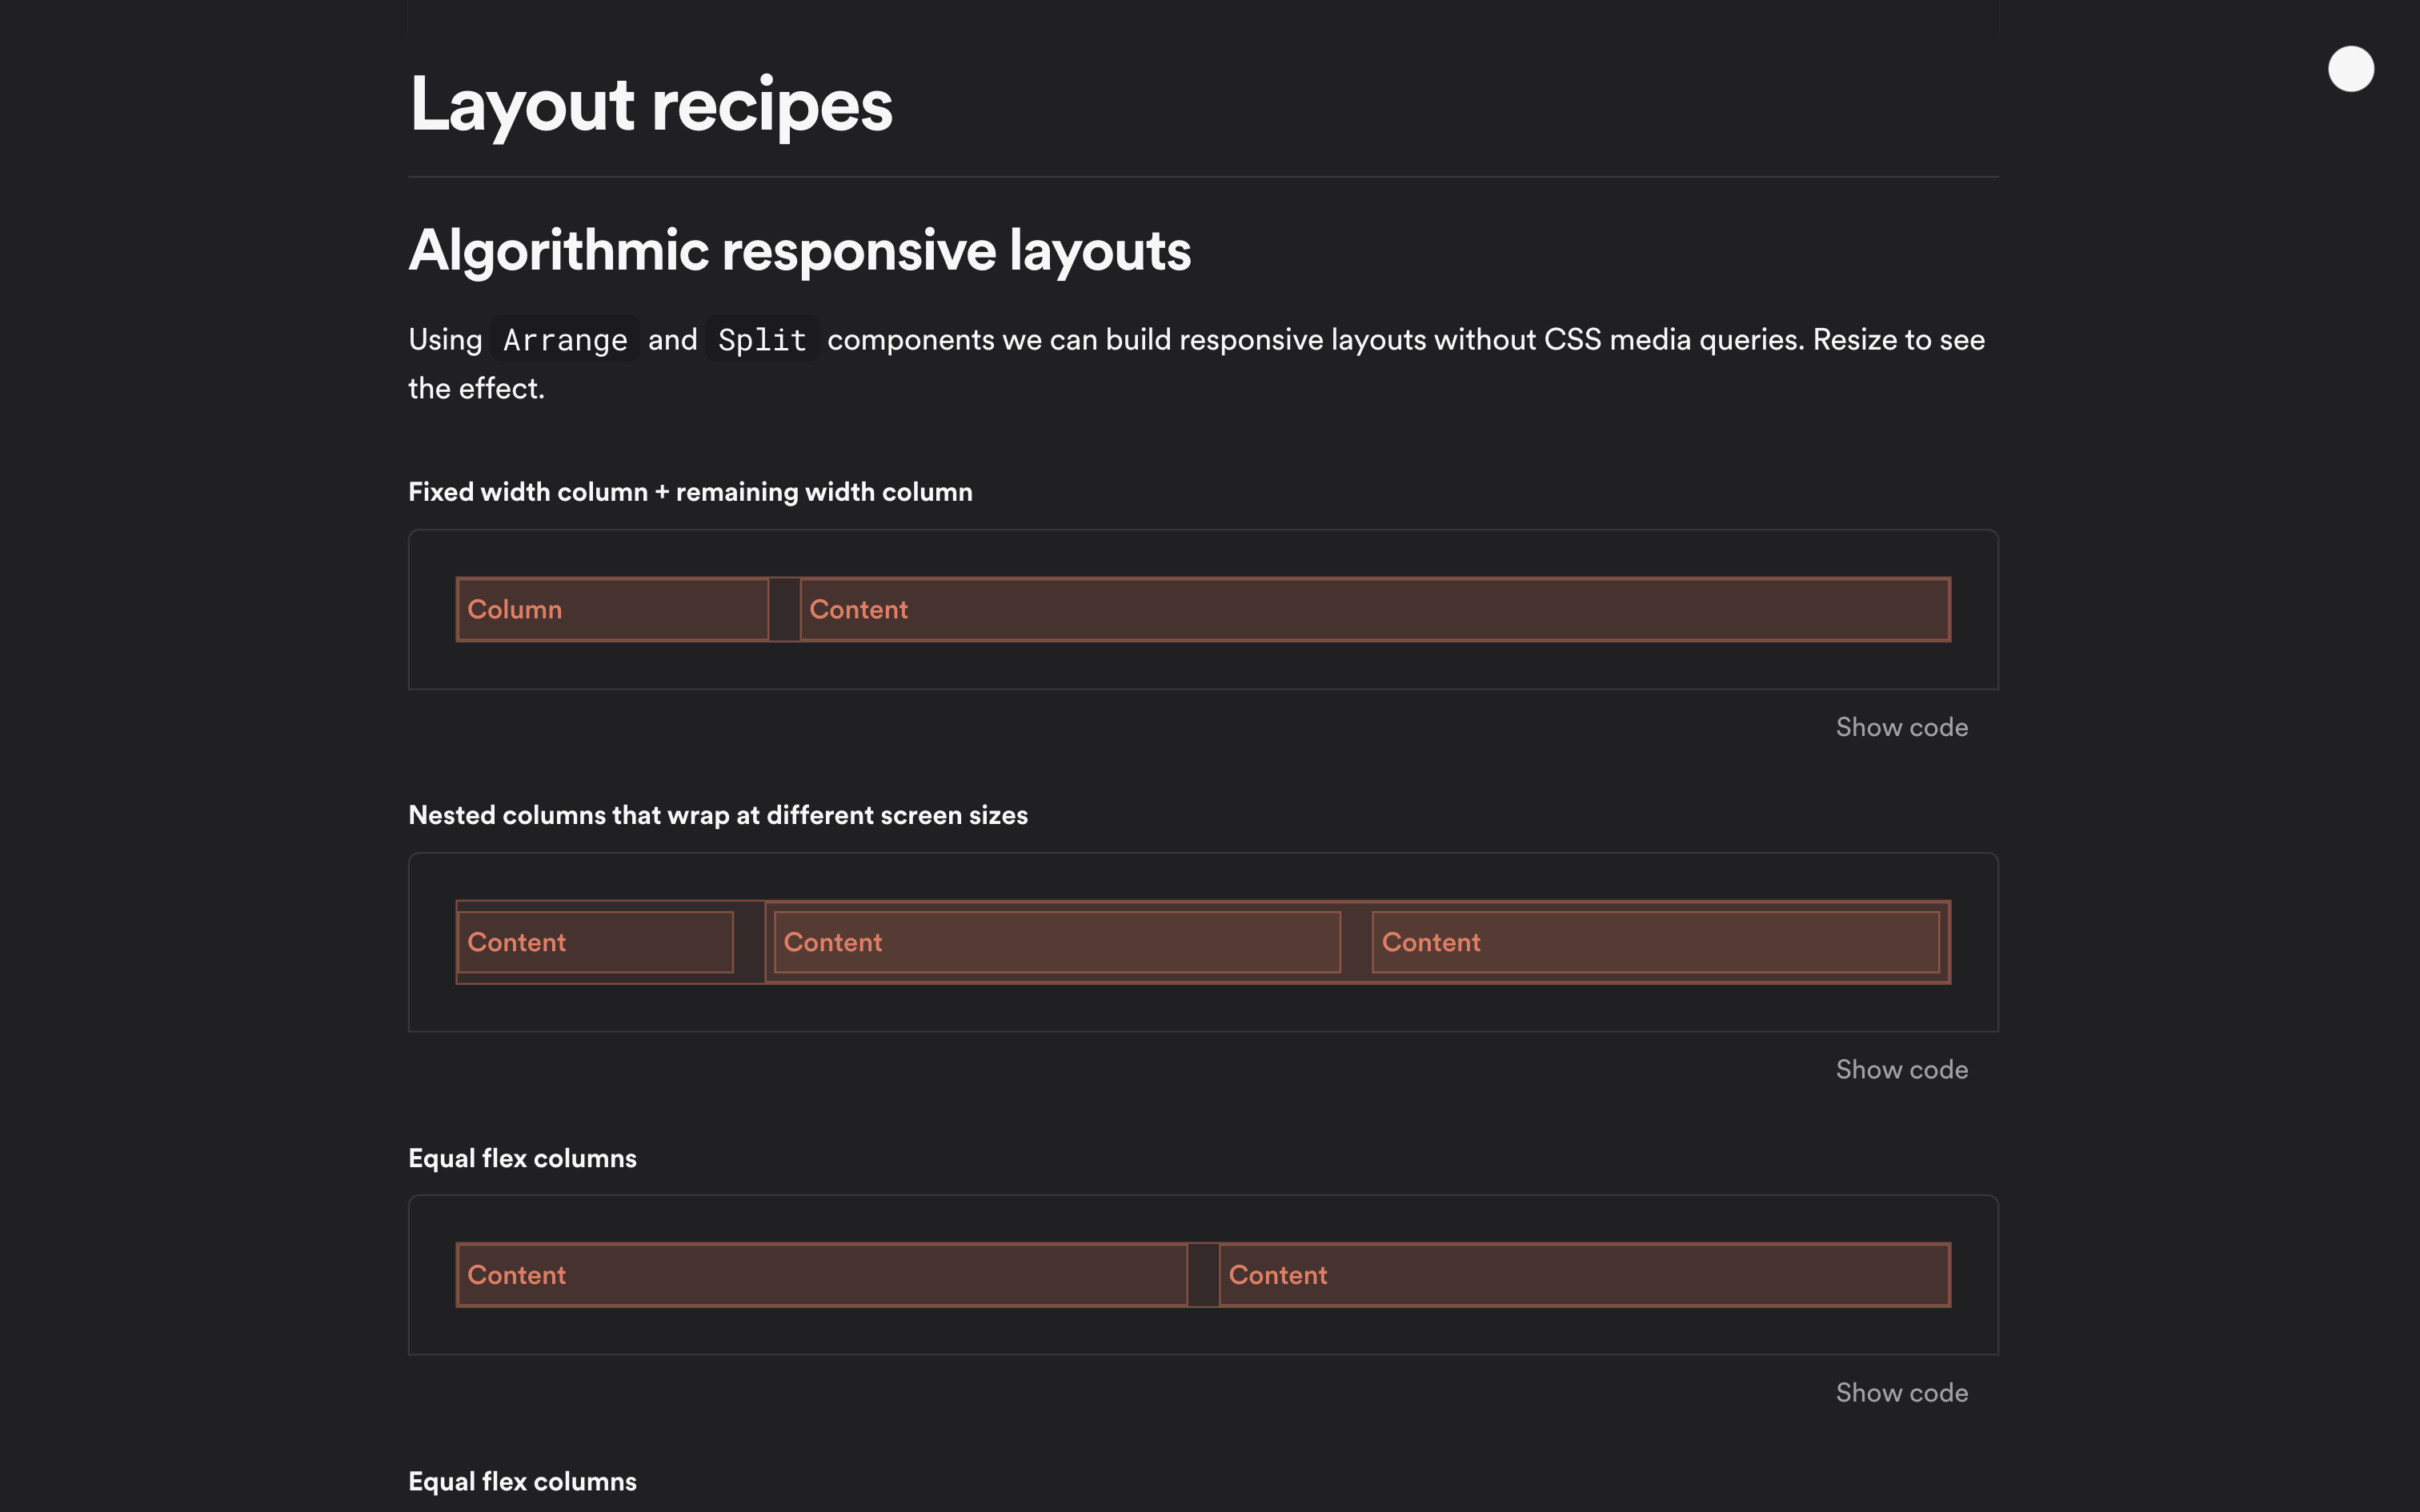 Layout recipes
Algorithmic responsive layouts
Using Arrange and Split components we can build responsive layouts without CSS media queries. Resize to see
the effect.
Fixed width column + remaining width column
Column Content
Show code
Nested columns that wrap at different screen sizes
Content Content Content
Show code
Equal flex columns
Content Content
Show code
Equal flex columns